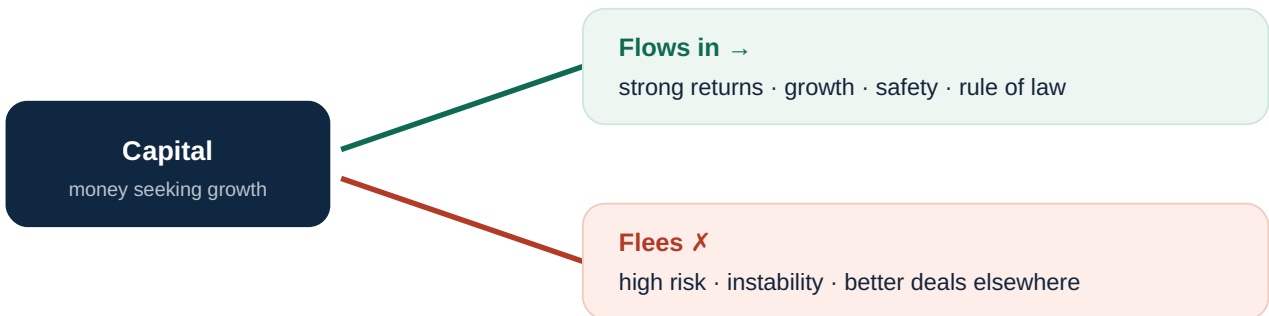 Flows in →
strong returns · growth · safety · rule of law
Capital
money seeking growth
Flees ✗
high risk · instability · better deals elsewhere